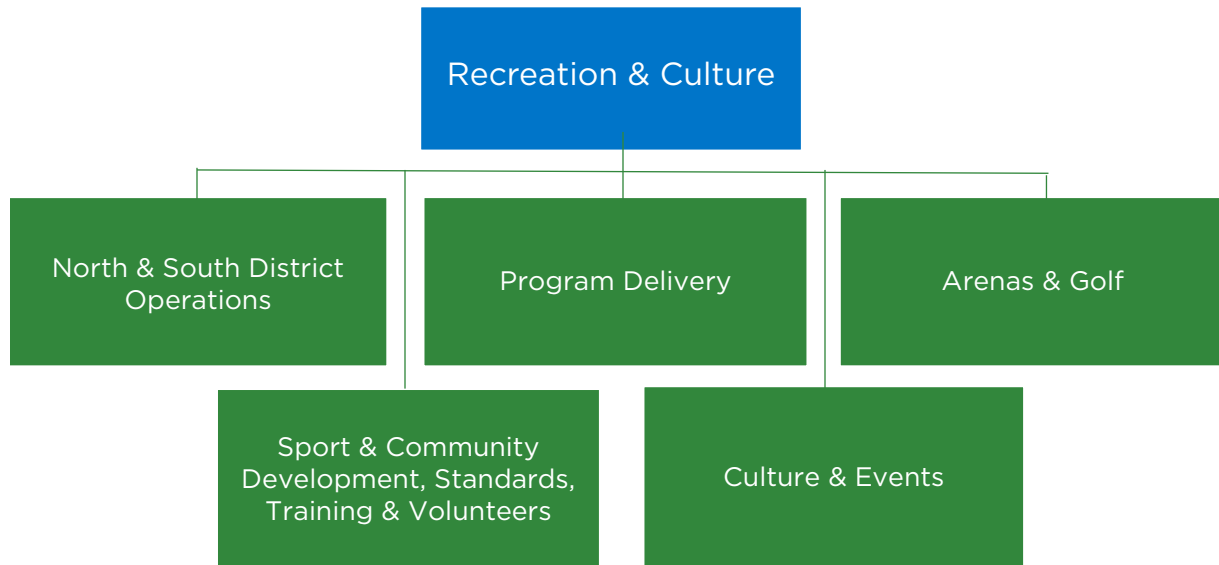 Recreation & Culture
North & South District
Operations
Program Delivery
Arenas & Golf
Sport & Community
Development, Standards,
Training & Volunteers
Culture & Events